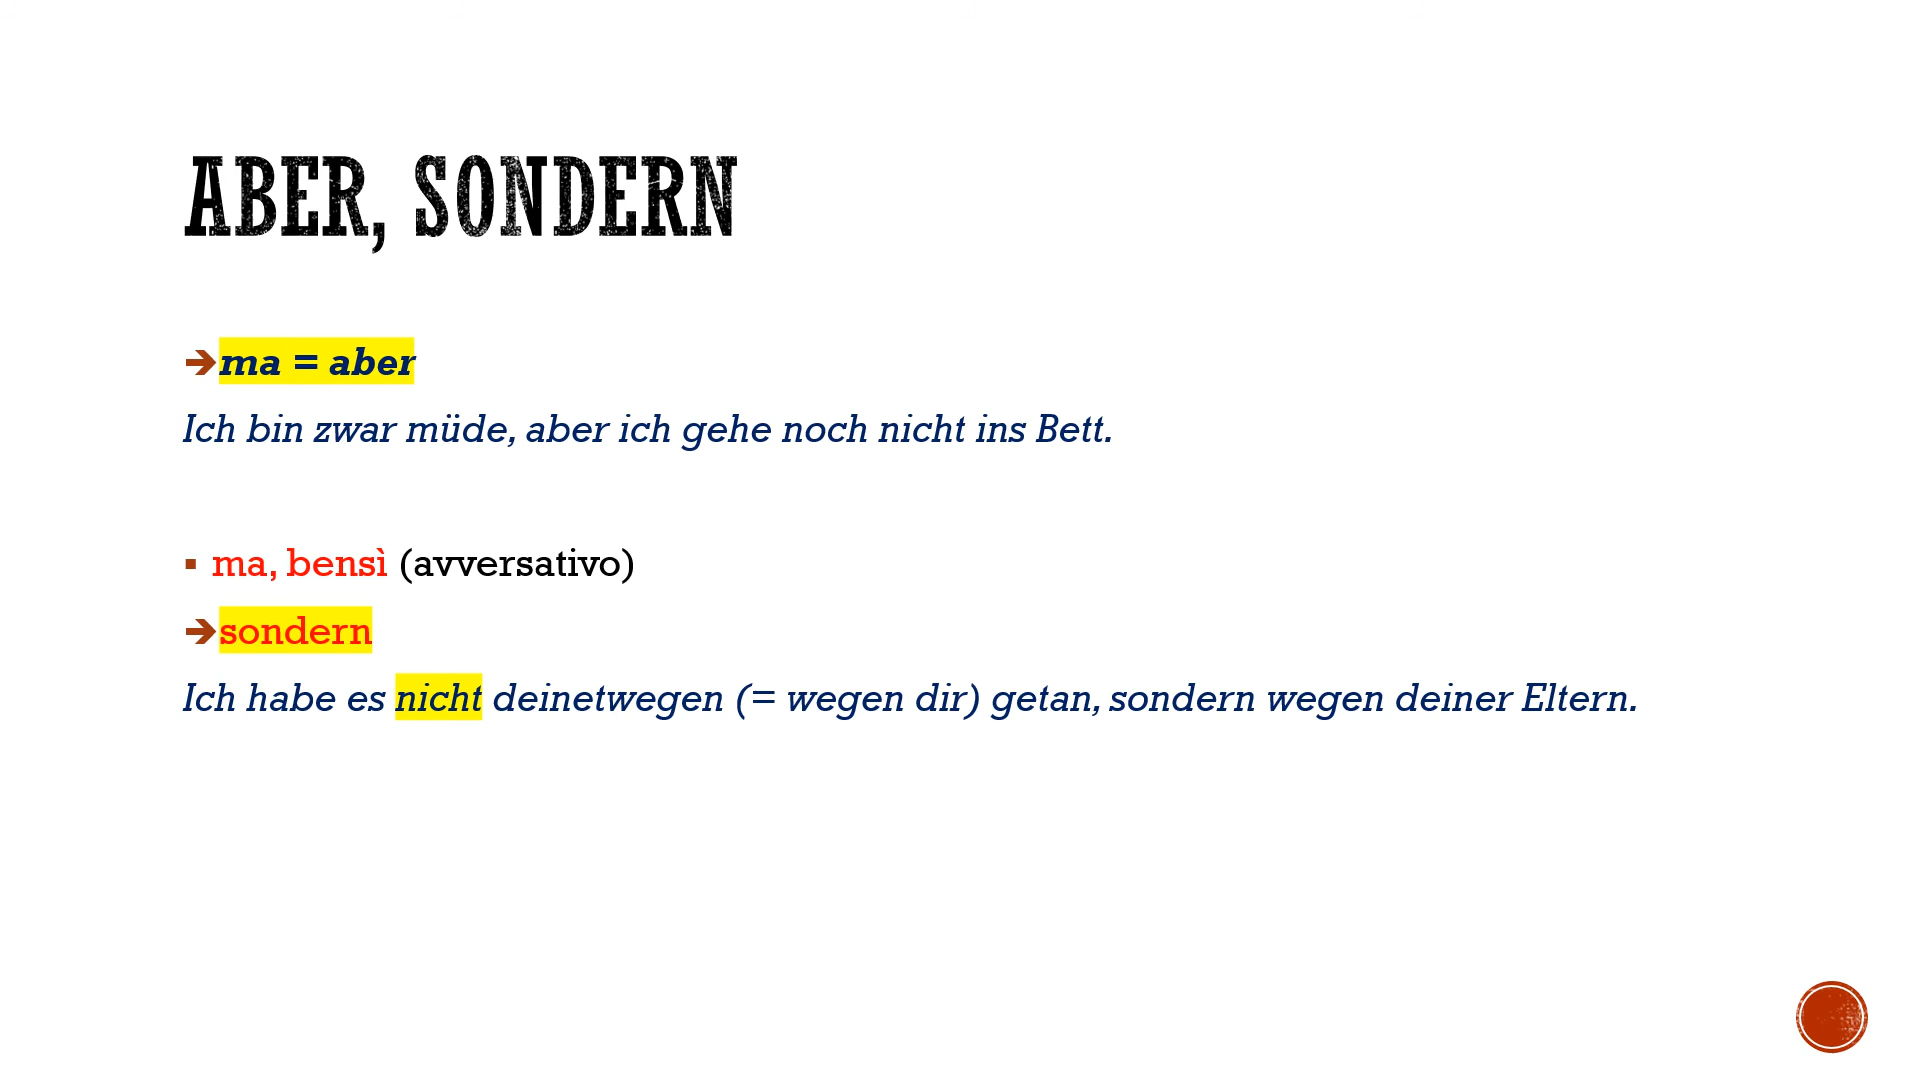 ABER, SONDERN
➔ma = aber
Ich bin zwar müde, aber ich gehe noch nicht ins Bett.
▪ ma, bensì (avversativo)
➔sondern
Ich habe es nicht deinetwegen (= wegen dir) getan, sondern wegen deiner Eltern.